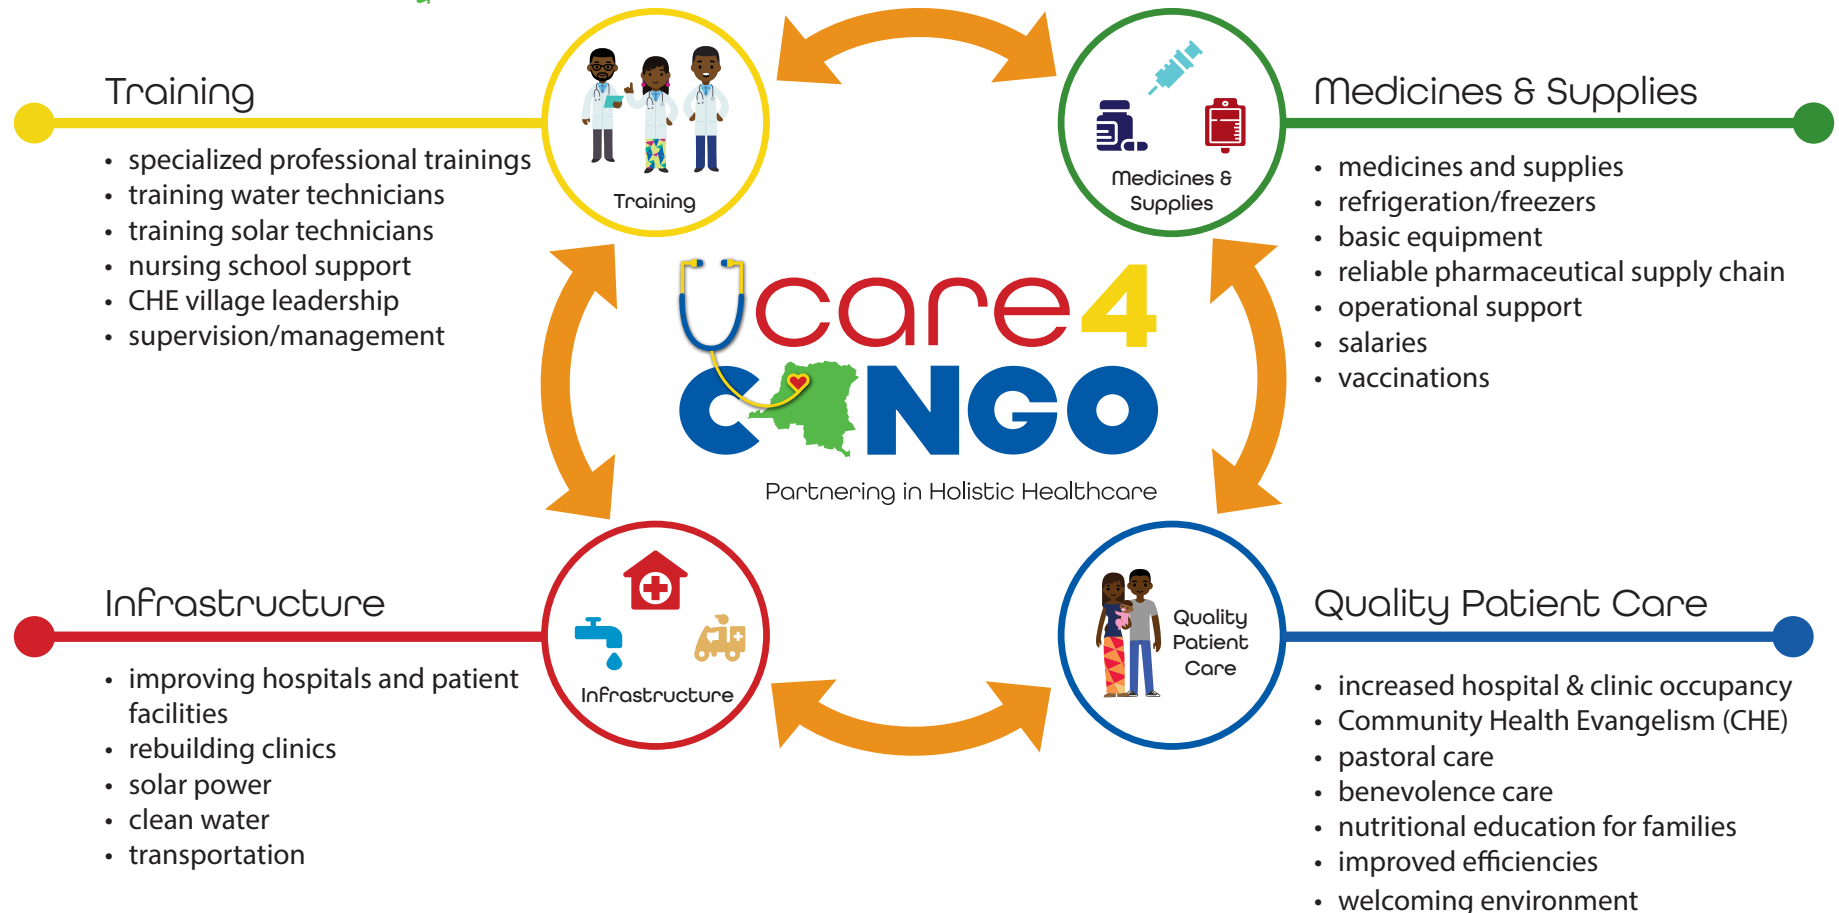 Training
• specialized professional trainings
• training water technicians
• training solar technicians
• nursing school support
• CHE village leadership
• supervision/management
Training
Medicines &
Supplies
Medicines & Supplies
• medicines and supplies
• refrigeration/freezers
• basic equipment
• reliable pharmaceutical supply chain
• operational support
• salaries
• vaccinations
care4
CONGO
Partnering in Holistic Healthcare
Infrastructure
• improving hospitals and patient
facilities
• rebuilding clinics
• solar power
• clean water
• transportation
Infrastructure
Quality
Patient
Care
Quality Patient Care
• increased hospital & clinic occupancy
• Community Health Evangelism (CHE)
• pastoral care
• benevolence care
• nutritional education for families
• improved efficiencies
• welcoming environment